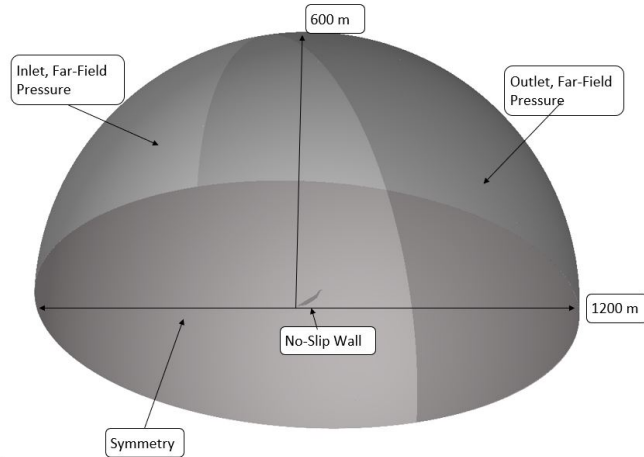 600 m
Inlet, Far-Field
Pressure
Outlet, Far-Field
Pressure
1200 m
No-Slip Wall
Symmetry